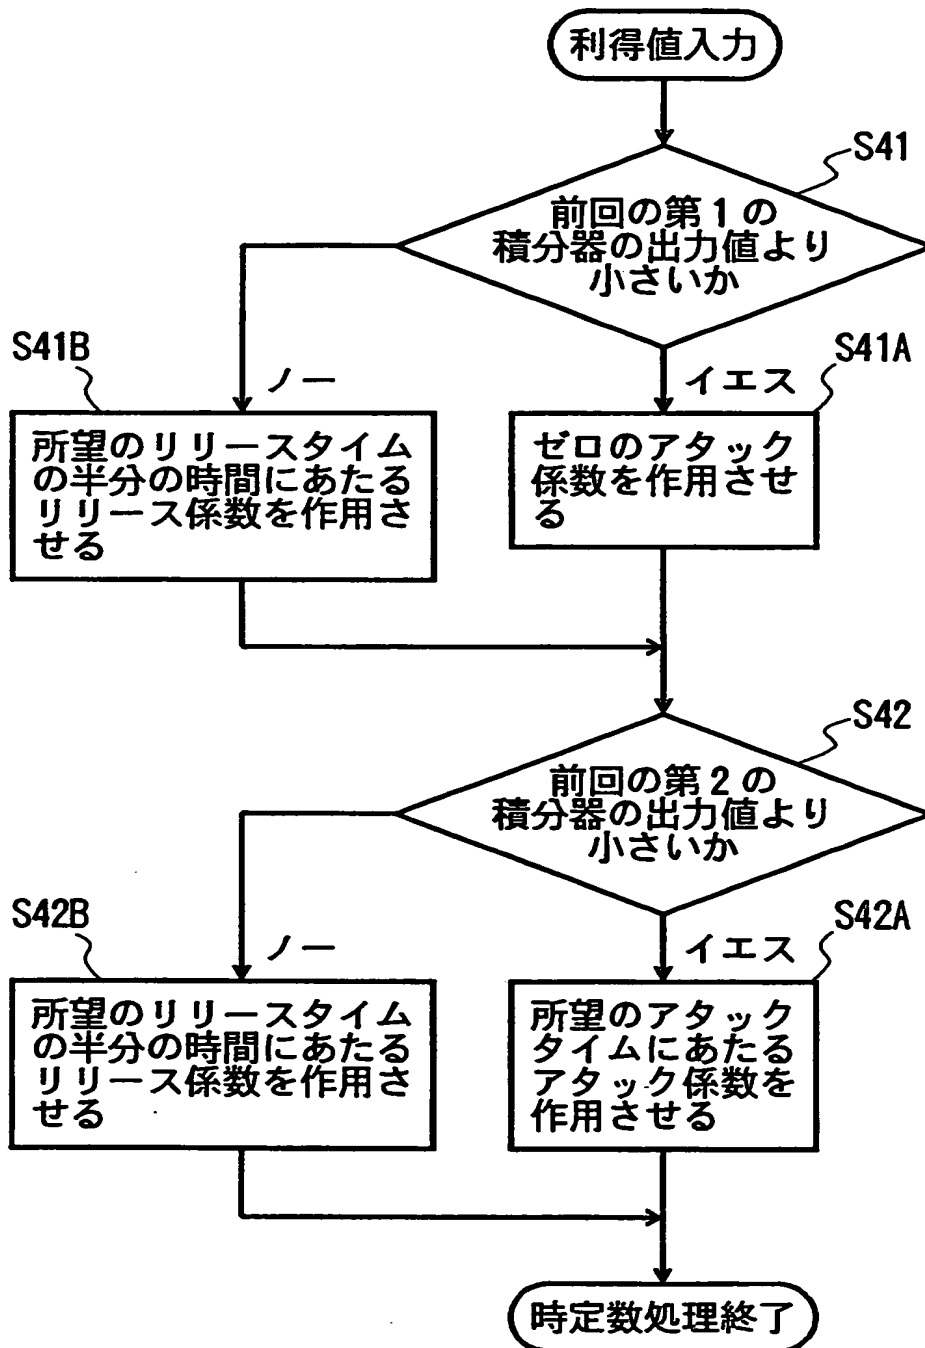 利得値入力
S41
前回の第1の
積分器の出力値より
小さいか
S41B
ノー
S41A
イエス
所望のリリースタイム
の半分の時間にあたる
リリース係数を作用さ
せる
ゼロのアタック
係数を作用させ
る
S42
前回の第2の
積分器の出力値より
小さいか
S42B
ノー
S42A
イエス
所望のリリースタイム
の半分の時間にあたる
リリース係数を作用さ
せる
所望のアタック
タイムにあたる
アタック係数を
作用させる
時定数処理終了